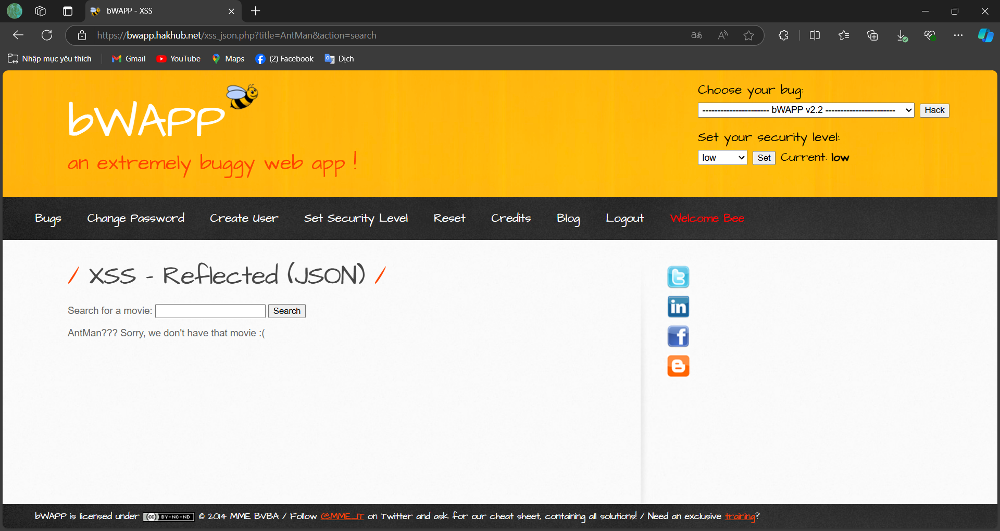 bWAPP - XSS
https://bwapp.hakhub.net/xss_json.php?title=AntMan&action=search
Nhập mục yêu thích Gmail YouTube Maps (2) Facebook Dịch
bWAPP
an extremely buggy web app !
Choose your bug:
---------------------- bWAPP v2.2 ----------------------- Hack
Set your security level:
low Set Current: low
Bugs Change Password Create User Set Security Level Reset Credits Blog Logout Welcome Bee
/ XSS - Reflected (JSON) /
Search for a movie: Search
AntMan??? Sorry, we don't have that movie :(
bWAPP is licensed under (cc) BY-NC-ND © 2014 MME BVBA / Follow @MME_IT on Twitter and ask for our cheat sheet, containing all solutions! / Need an exclusive training?